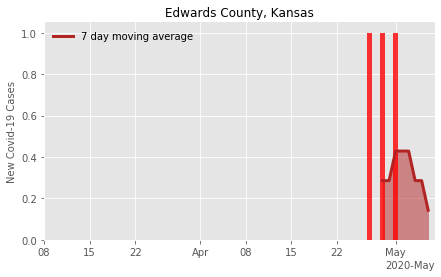 Edwards County, Kansas
7 day moving average
New Covid-19 Cases
1.0
0.8
0.6
0.4
0.2
0.0
08 15 22 Apr 08 15 22 May
2020-May